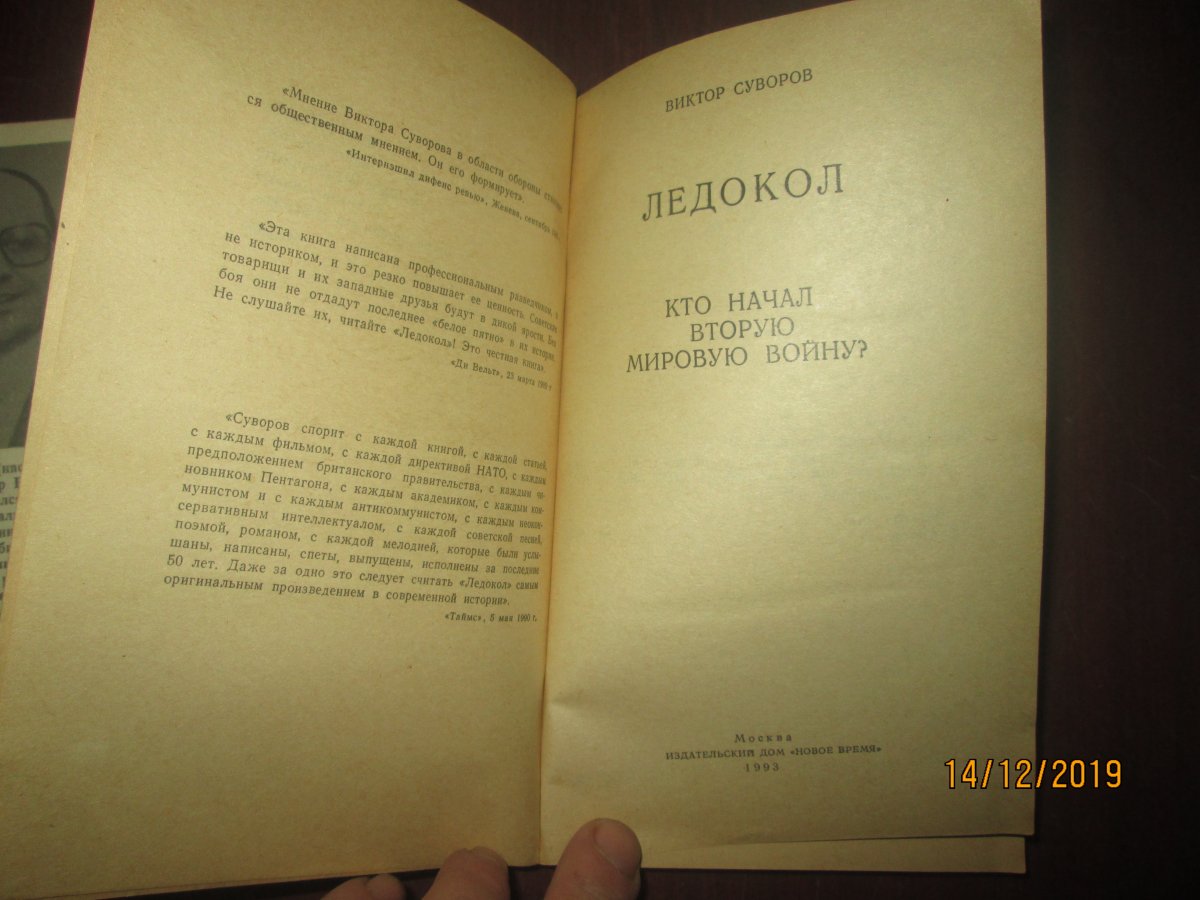 «Мнение Виктора Суворова в области обороны становит-
ся общественным мнением. Он его формирует».
«Интернэшнл дифенс ревью», Женева, сентябрь
«Эта книга написана профессиональным разведчиком, а
не историком, и это резко повышает ее ценность. Советские
товарищи и их западные друзья будут в дикой ярости. Без
боя они не отдадут последнее «белое пятно» в их истории.
Не слушайте их, читайте «Ледокол»! Это честная книга».
«Ди Вельт», 23 марта 1989 г.
«Суворов спорит с каждой книгой, с каждой статьей,
с каждым фильмом, с каждой директивой НАТО, с каждым
предположением британского правительства, с каждым чи-
новником Пентагона, с каждым академиком, с каждым ком-
мунистом и с каждым антикоммунистом, с каждым неокон-
сервативным интеллектуалом, с каждой советской песней,
поэмой, романом, с каждой мелодией, которые были услы-
шаны, написаны, спеты, выпущены, исполнены за последние
50 лет. Даже за одно это следует считать «Ледокол» самым
оригинальным произведением в современной истории».
«Таймс», 5 мая 1990 г.
ВИКТОР СУВОРОВ
ЛЕДОКОЛ
КТО НАЧАЛ
ВТОРУЮ
МИРОВУЮ ВОЙНУ?
Москва
ИЗДАТЕЛЬСКИЙ ДОМ «НОВОЕ ВРЕМЯ»
1993
14/12/2019